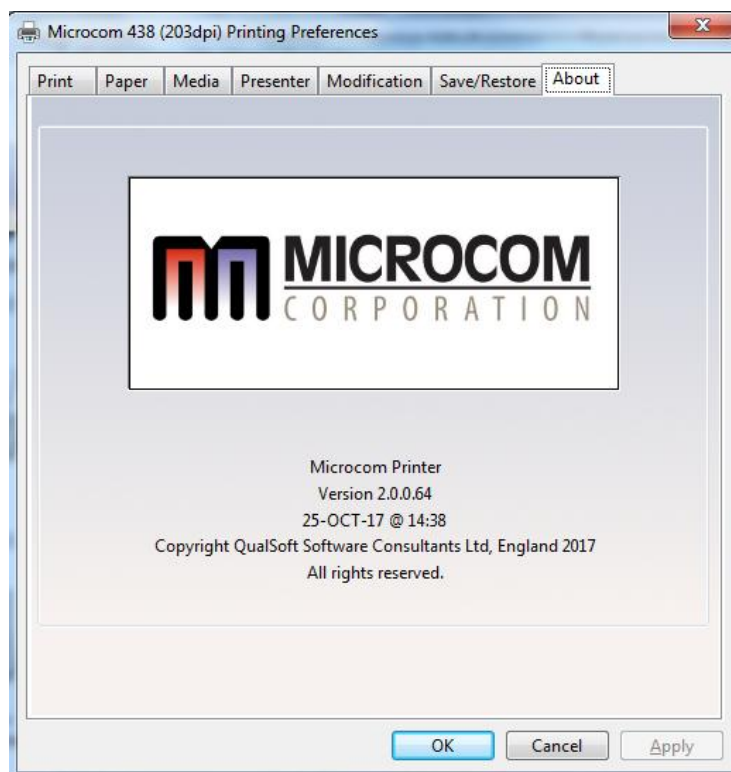 Microcom 438 (203dpi) Printing Preferences
X
Print Paper Media Presenter Modification Save/Restore About
MICROCOM
CORPORATION
Microcom Printer
Version 2.0.0.64
25-OCT-17 @ 14:38
Copyright QualSoft Software Consultants Ltd, England 2017
All rights reserved.
OK Cancel Apply